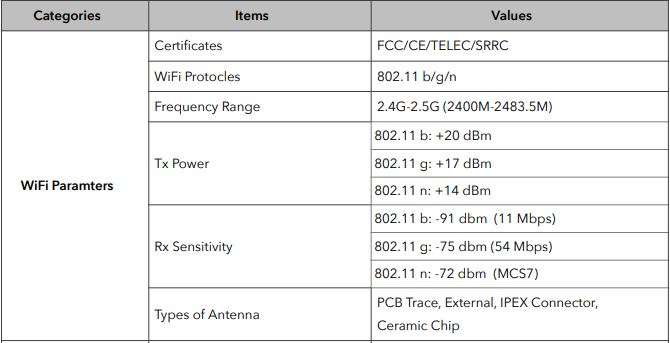 Categories Items Values
Certificates FCC/CE/TELEC/SRRC
WiFi Protocles 802.11 b/g/n
Frequency Range 2.4G-2.5G (2400M-2483.5M)
802.11 b: +20 dBm
Tx Power 802.11 g: +17 dBm
802.11 n: +14 dBm
WiFi Paramters
802.11 b: -91 dbm (11 Mbps)
Rx Sensitivity 802.11 g: -75 dbm (54 Mbps)
802.11 n: -72 dbm (MCS7)
Types of Antenna PCB Trace, External, IPEX Connector,
Ceramic Chip